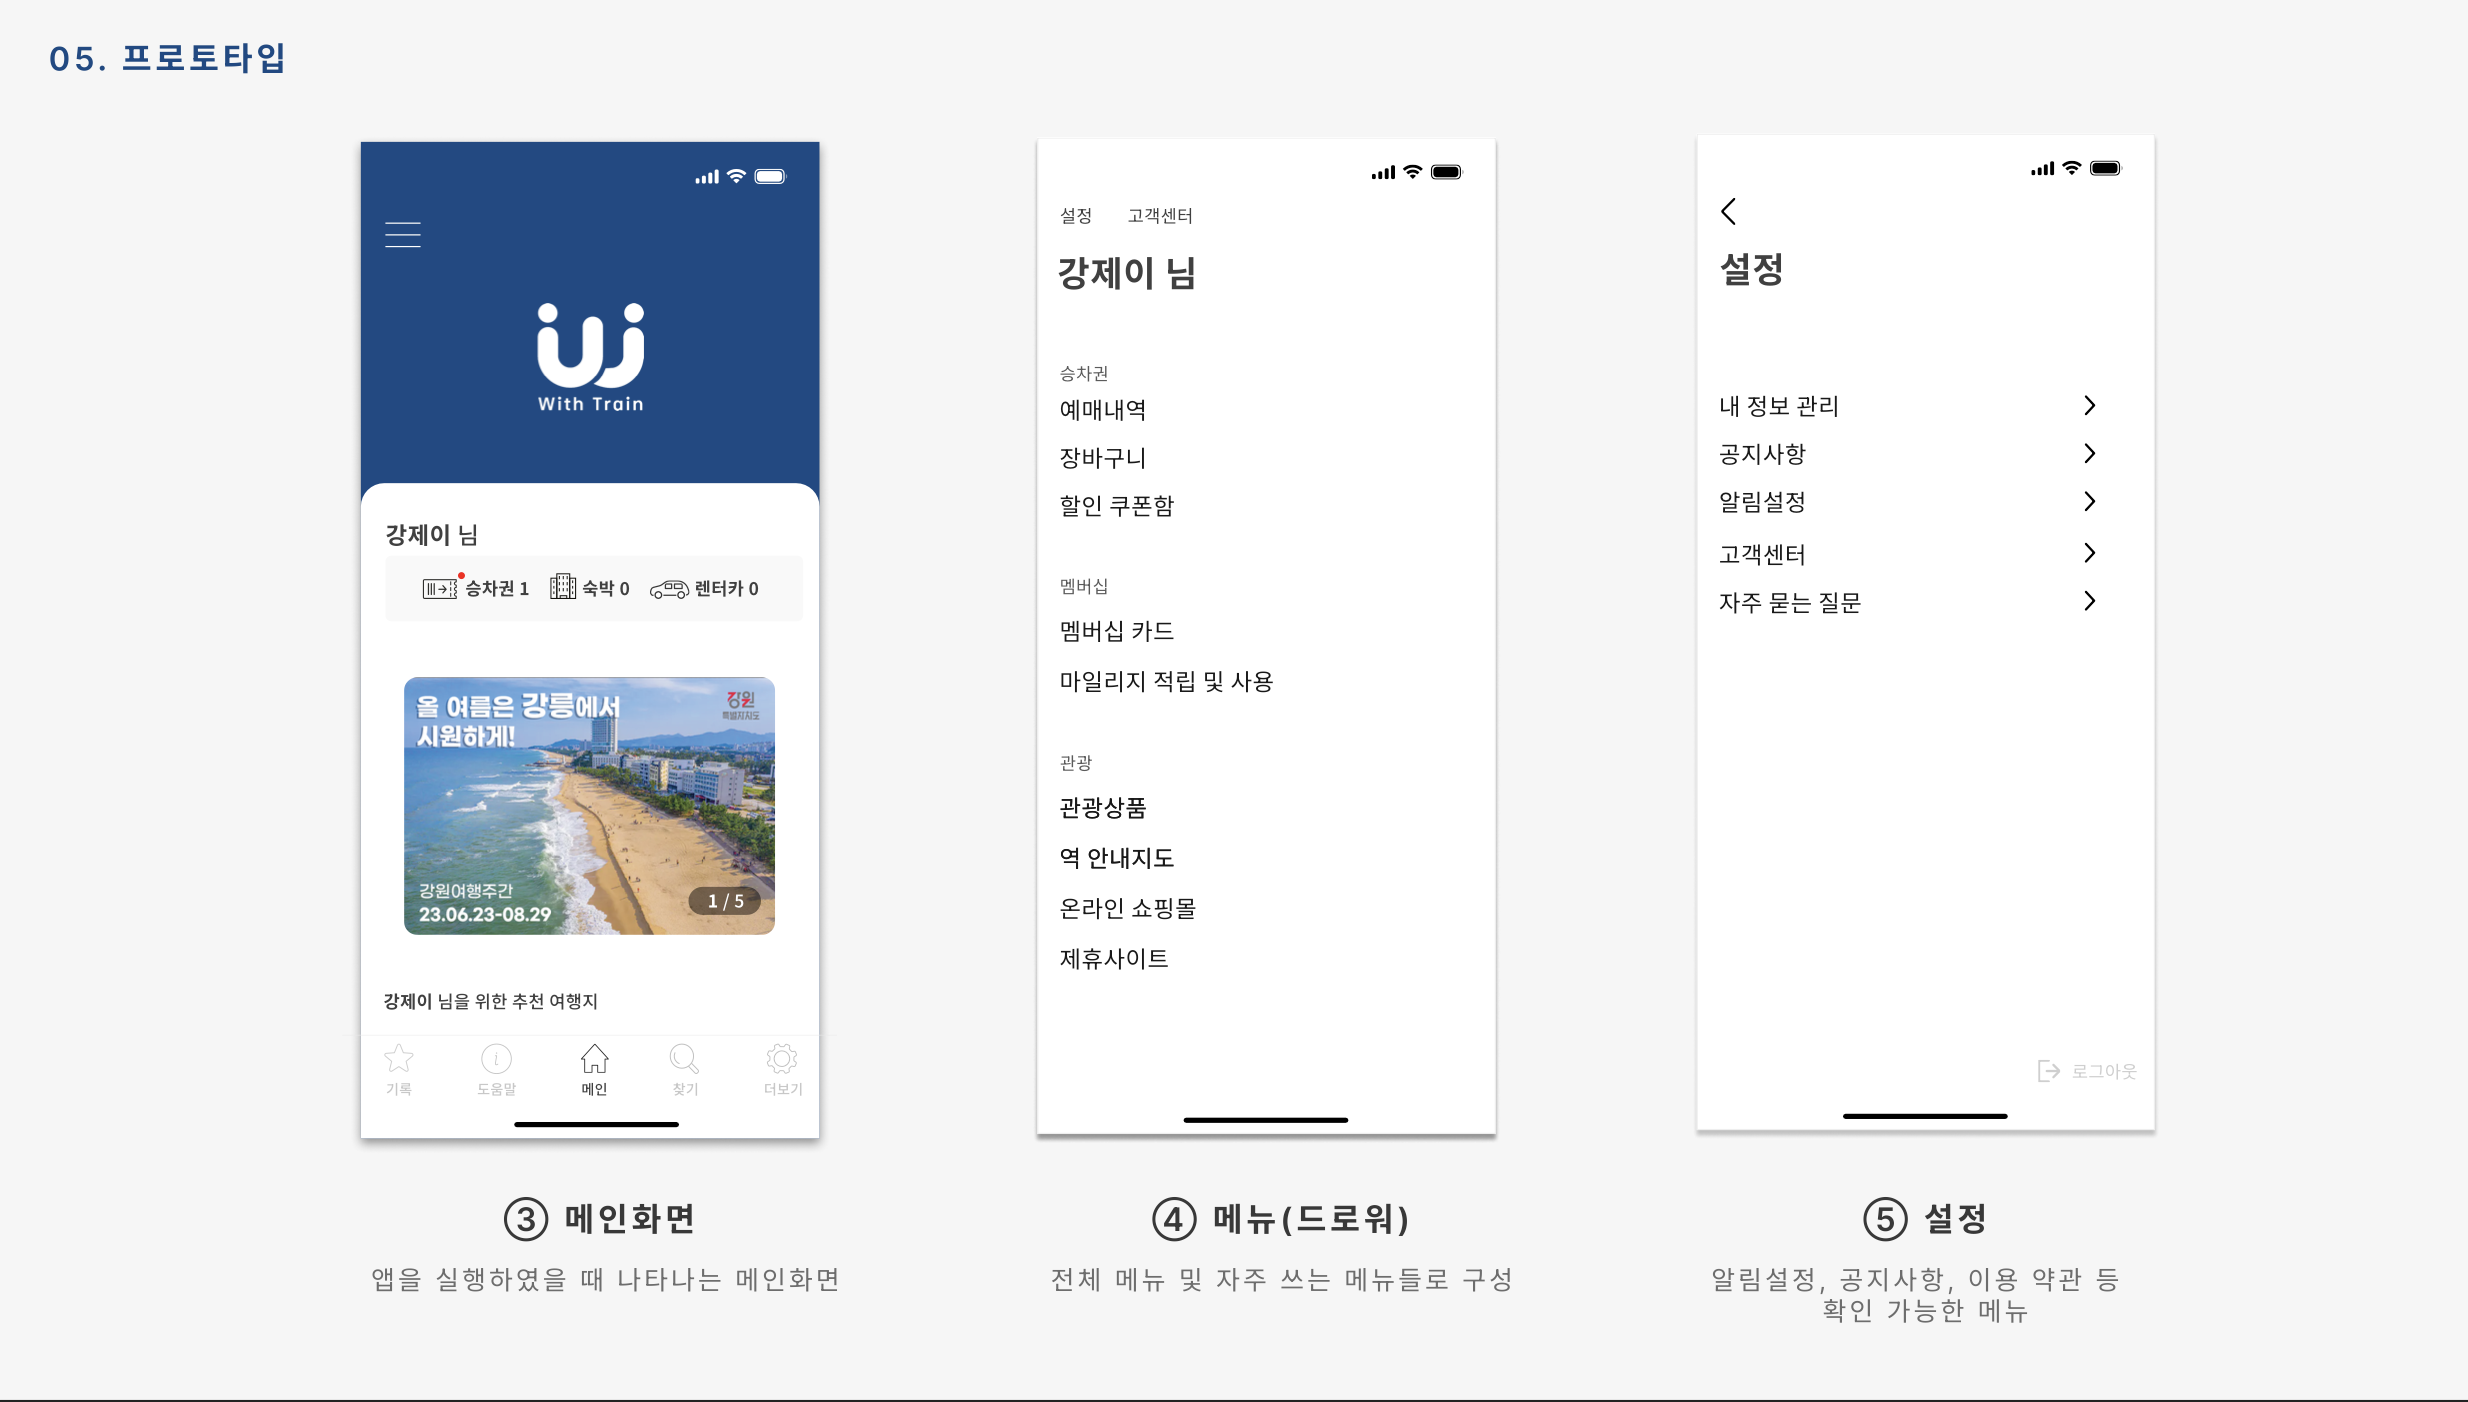 05. 프로토타입
With Train
강제이 님
승차권 1 숙박 0 렌터카 0
올 여름은 강릉에서
시원하게!
강원
특별자치도
강원여행주간
23.06.23-08.29
1 / 5
강제이 님을 위한 추천 여행지
기록 도움말 메인 찾기 더보기
③ 메인화면
앱을 실행하였을 때 나타나는 메인화면
설정 고객센터
강제이 님
승차권
예매내역
장바구니
할인 쿠폰함
멤버십
멤버십 카드
마일리지 적립 및 사용
관광
관광상품
역 안내지도
온라인 쇼핑몰
제휴사이트
④ 메뉴(드로워)
전체 메뉴 및 자주 쓰는 메뉴들로 구성
설정
내 정보 관리
공지사항
알림설정
고객센터
자주 묻는 질문
로그아웃
⑤ 설정
알림설정, 공지사항, 이용 약관 등
확인 가능한 메뉴